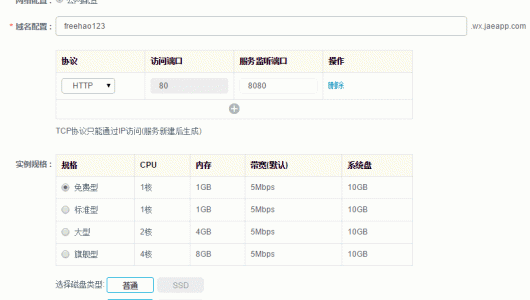 网络配置： 公网配置
* 域名配置： freehao123 .wx.jaeapp.com
协议 访问端口 服务监听端口 操作
HTTP 80 8080 删除
TCP协议只能通过IP访问(服务新建后生成)
实例规格： 规格 CPU 内存 带宽(默认) 系统盘
免费型 1核 1GB 5Mbps 10GB
标准型 1核 1GB 5Mbps 10GB
大型 2核 4GB 5Mbps 10GB
旗舰型 4核 8GB 5Mbps 10GB
选择磁盘类型: 普通 SSD